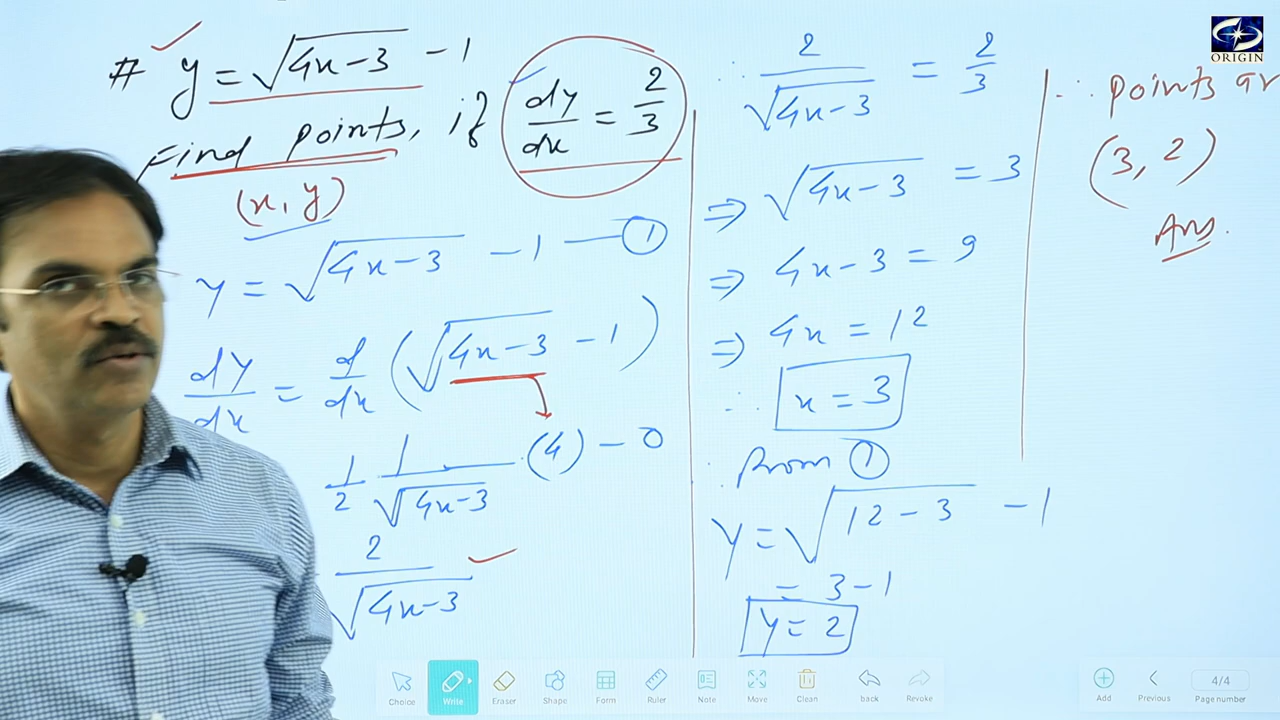 # y = √(4x-3) - 1
Find points, if dy/dx = 2/3
(x, y)
y = √(4x-3) - 1 — ①
dy/dx = d/dx (√(4x-3) - 1)
1/2 1/√(4x-3) · (4) - 0
2/√(4x-3)
∴ 2/√(4x-3) = 2/3
⇒ √(4x-3) = 3
⇒ 4x-3 = 9
⇒ 4x = 12
∴ x = 3
∴ From ①
y = √(12-3) - 1
= 3-1
y = 2
∴ points ar
(3, 2)
Ans.
ORIGIN
Choice
Write
Eraser
Shape
Form
Ruler
Note
Move
Clean
back
Revoke
Add
Previous
4/4
Page number